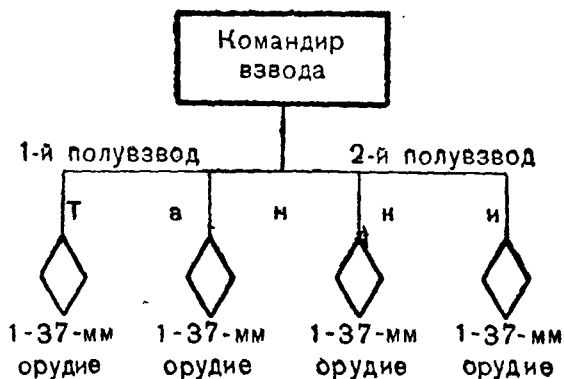 Командир
взвода
1-й полувзвод 2-й полувзвод
Т а н к и
1-37-мм 1-37-мм 1-37-мм 1-37-мм
орудие орудие орудие орудие